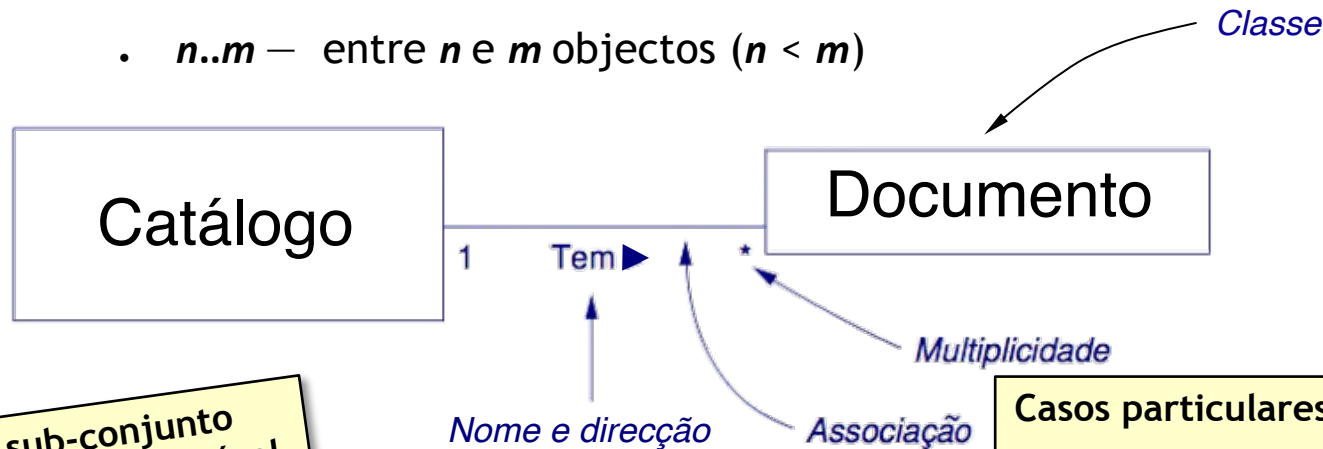 Classe
• n..m — entre n e m objectos (n < m)
Catálogo
Documento
1 Tem▶ *
Multiplicidade
sub-conjunto
Nome e direcção
Associação
Casos particulares